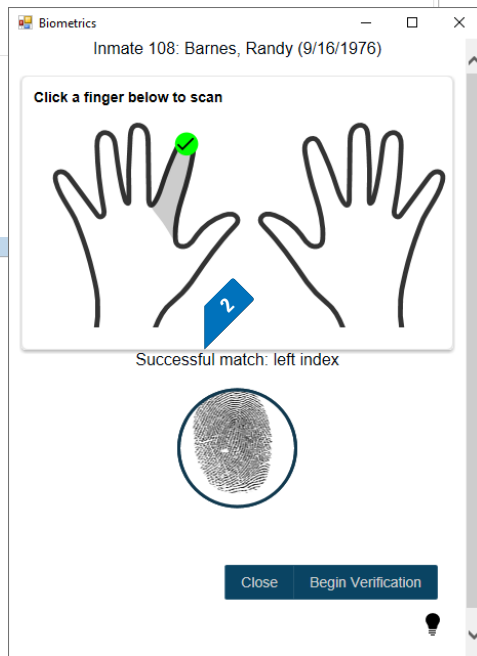 Biometrics
Inmate 108: Barnes, Randy (9/16/1976)
Click a finger below to scan
2
Successful match: left index
Close
Begin Verification